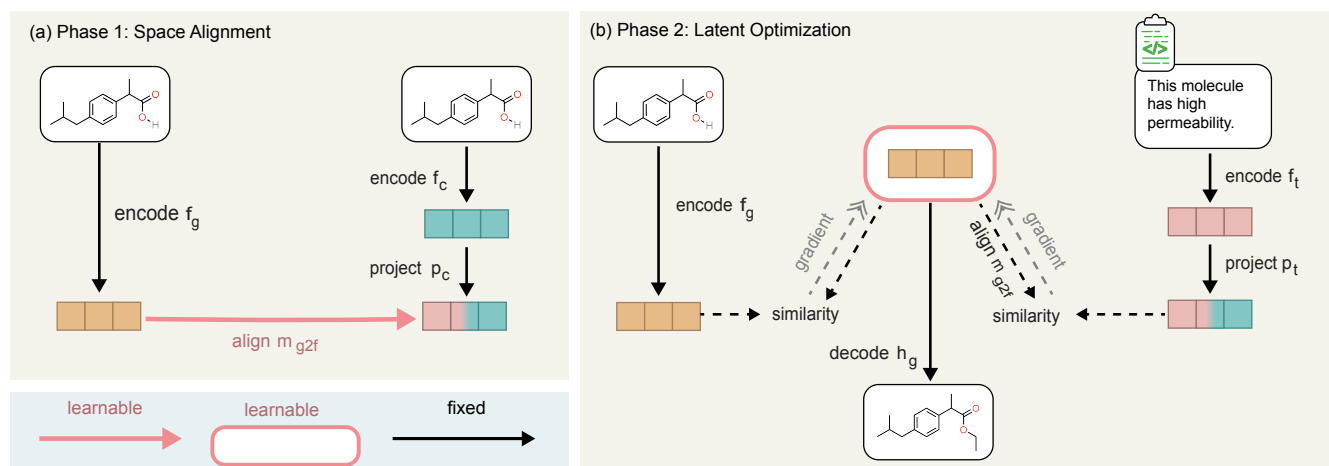 (a) Phase 1: Space Alignment
O
O
H
encode f_g
O
O
H
encode f_c
project p_c
align m_g2f
learnable
learnable
fixed
(b) Phase 2: Latent Optimization
O
O
H
encode f_g
</>
This molecule
has high
permeability.
encode f_t
project p_t
gradient
align m_g2f
gradient
similarity
similarity
decode h_g
O
O